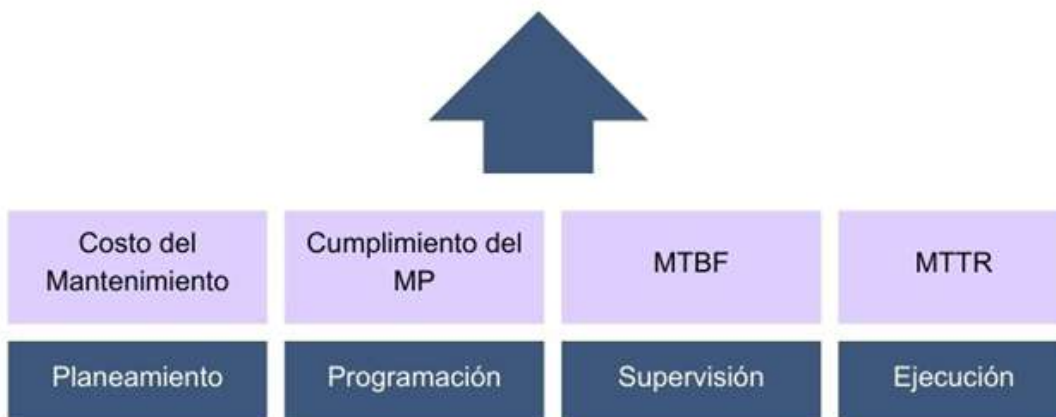 Costo del
Mantenimiento
Cumplimiento del
MP
MTBF
MTTR
Planeamiento
Programación
Supervisión
Ejecución